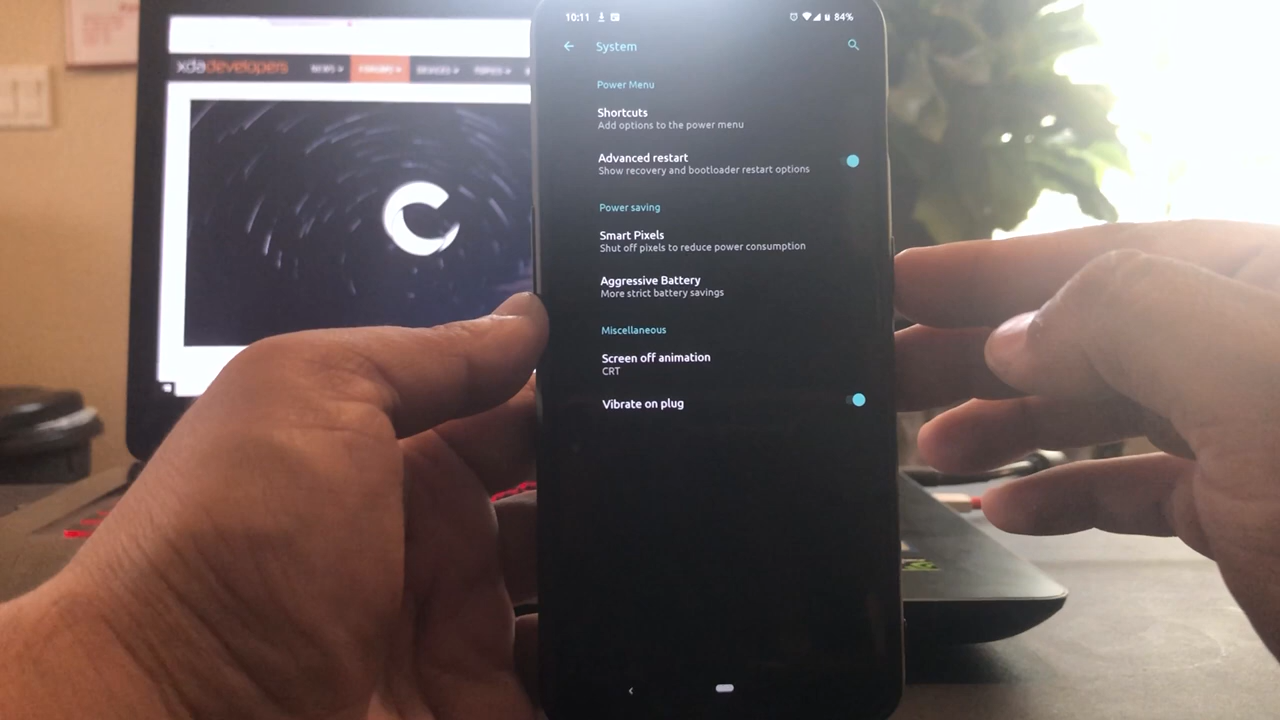 10:11
84%
System
Power Menu
Shortcuts
Add options to the power menu
Advanced restart
Show recovery and bootloader restart options
Power saving
Smart Pixels
Shut off pixels to reduce power consumption
Aggressive Battery
More strict battery savings
Miscellaneous
Screen off animation
CRT
Vibrate on plug
xdadevelopers
NEWS
FORUMS
DEVICES
TOPICS